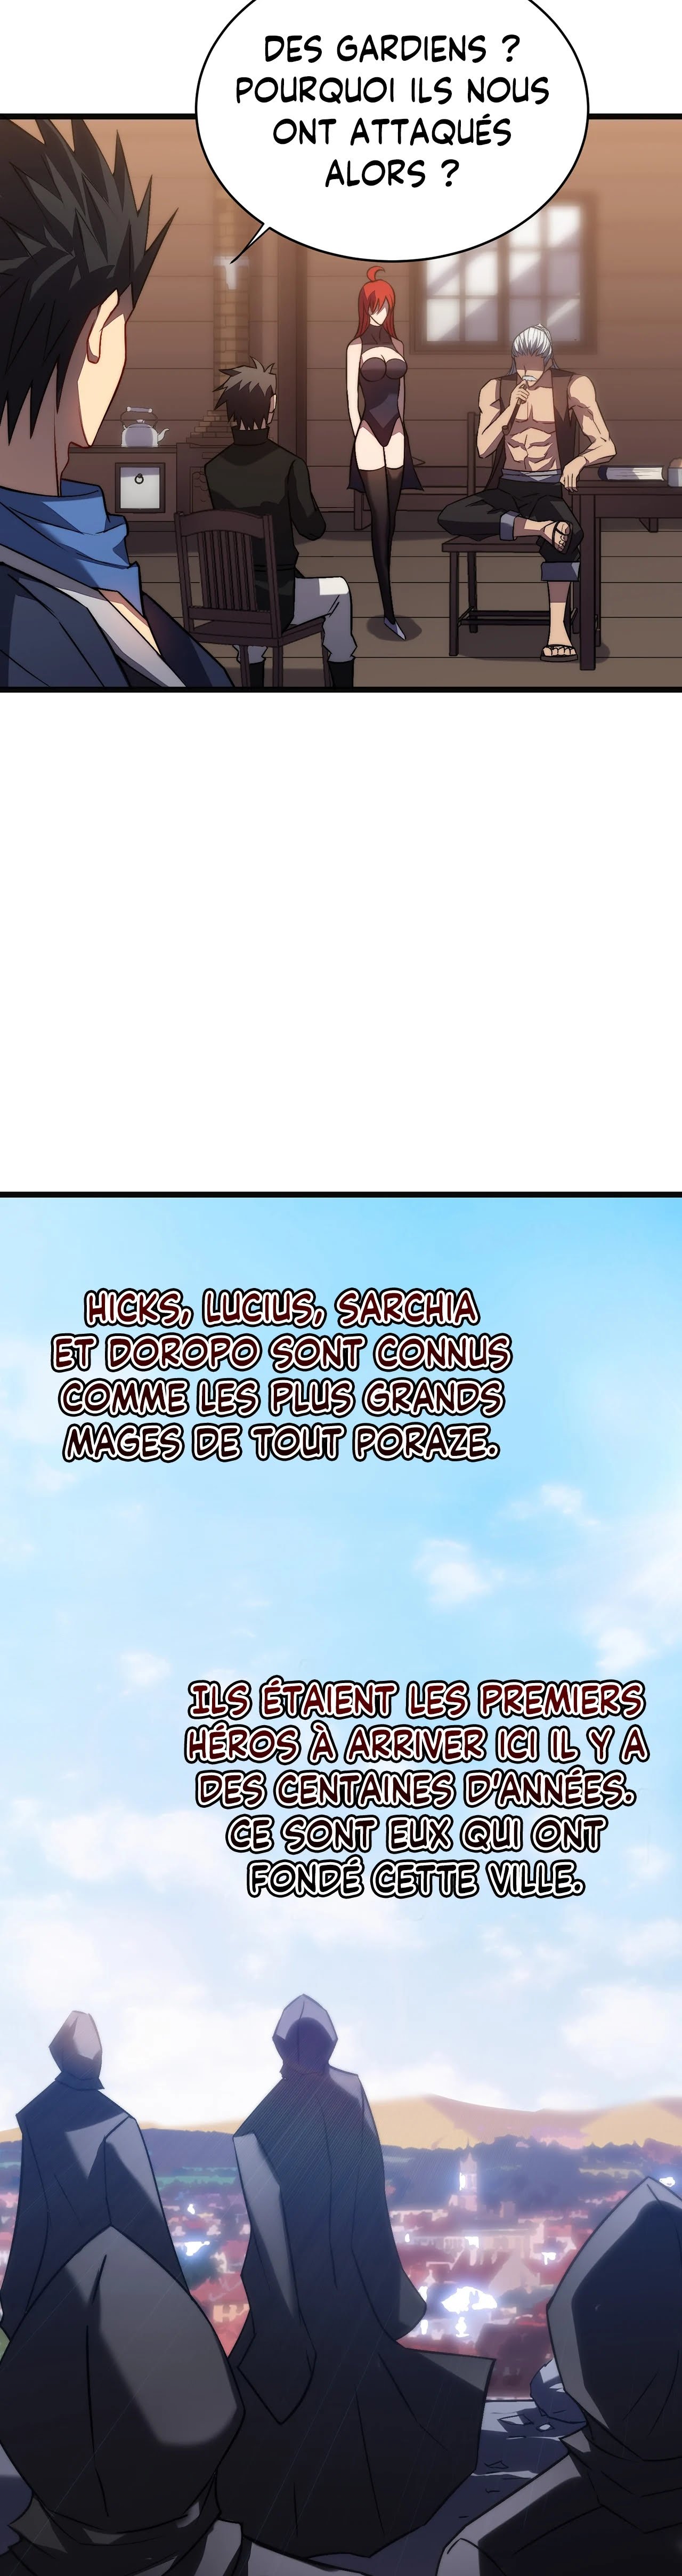 DES GARDIENS ?
POURQUOI ILS NOUS
ONT ATTAQUÉS
ALORS ?
HICKS, LUCIUS, SARCHIA
ET DOROPO SONT CONNUS
COMME LES PLUS GRANDS
MAGES DE TOUT PORAZE.
ILS ÉTAIENT LES PREMIERS
HÉROS À ARRIVER ICI IL Y A
DES CENTAINES D'ANNÉES.
CE SONT EUX QUI ONT
FONDÉ CETTE VILLE.